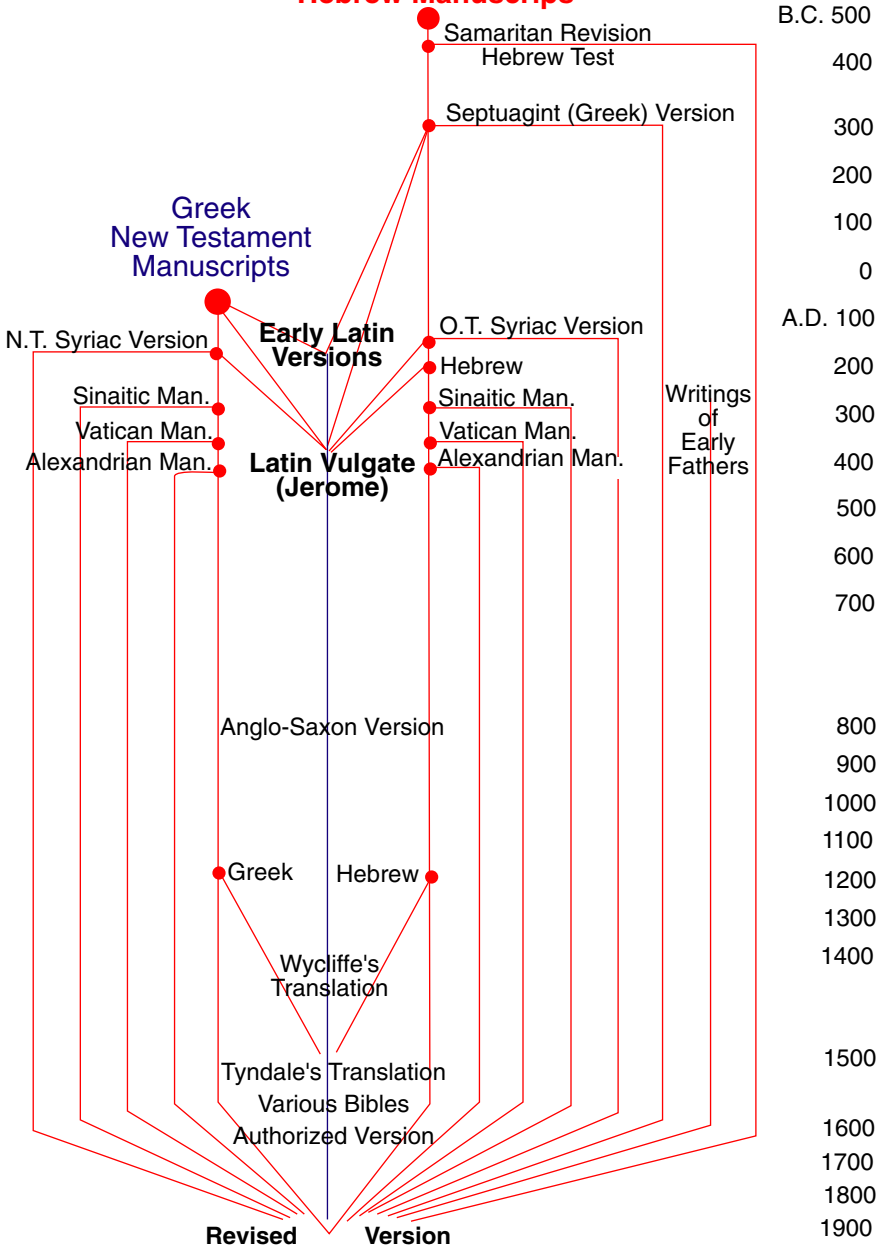 Hebrew Manuscrips
B.C. 500
Samaritan Revision
Hebrew Test
400
Septuagint (Greek) Version
300
200
Greek
New Testament
Manuscripts
100
0
A.D. 100
N.T. Syriac Version
Early Latin
Versions
O.T. Syriac Version
Hebrew
200
Sinaitic Man.
Sinaitic Man.
Writings
of
Early
Fathers
300
Vatican Man.
Vatican Man.
Alexandrian Man.
Latin Vulgate
(Jerome)
Alexandrian Man.
400
500
600
700
Anglo-Saxon Version
800
900
1000
1100
Greek
Hebrew
1200
1300
1400
Wycliffe's
Translation
1500
Tyndale's Translation
Various Bibles
Authorized Version
1600
1700
1800
Revised Version
1900